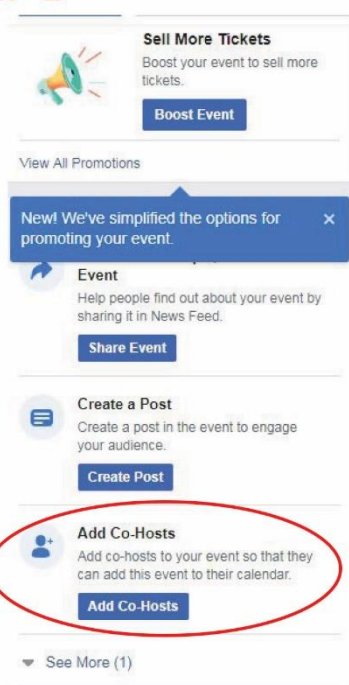 Sell More Tickets
Boost your event to sell more
tickets.
Boost Event
View All Promotions
New! We've simplified the options for
promoting your event.
Event
Help people find out about your event by
sharing it in News Feed.
Share Event
Create a Post
Create a post in the event to engage
your audience.
Create Post
Add Co-Hosts
Add co-hosts to your event so that they
can add this event to their calendar.
Add Co-Hosts
See More (1)